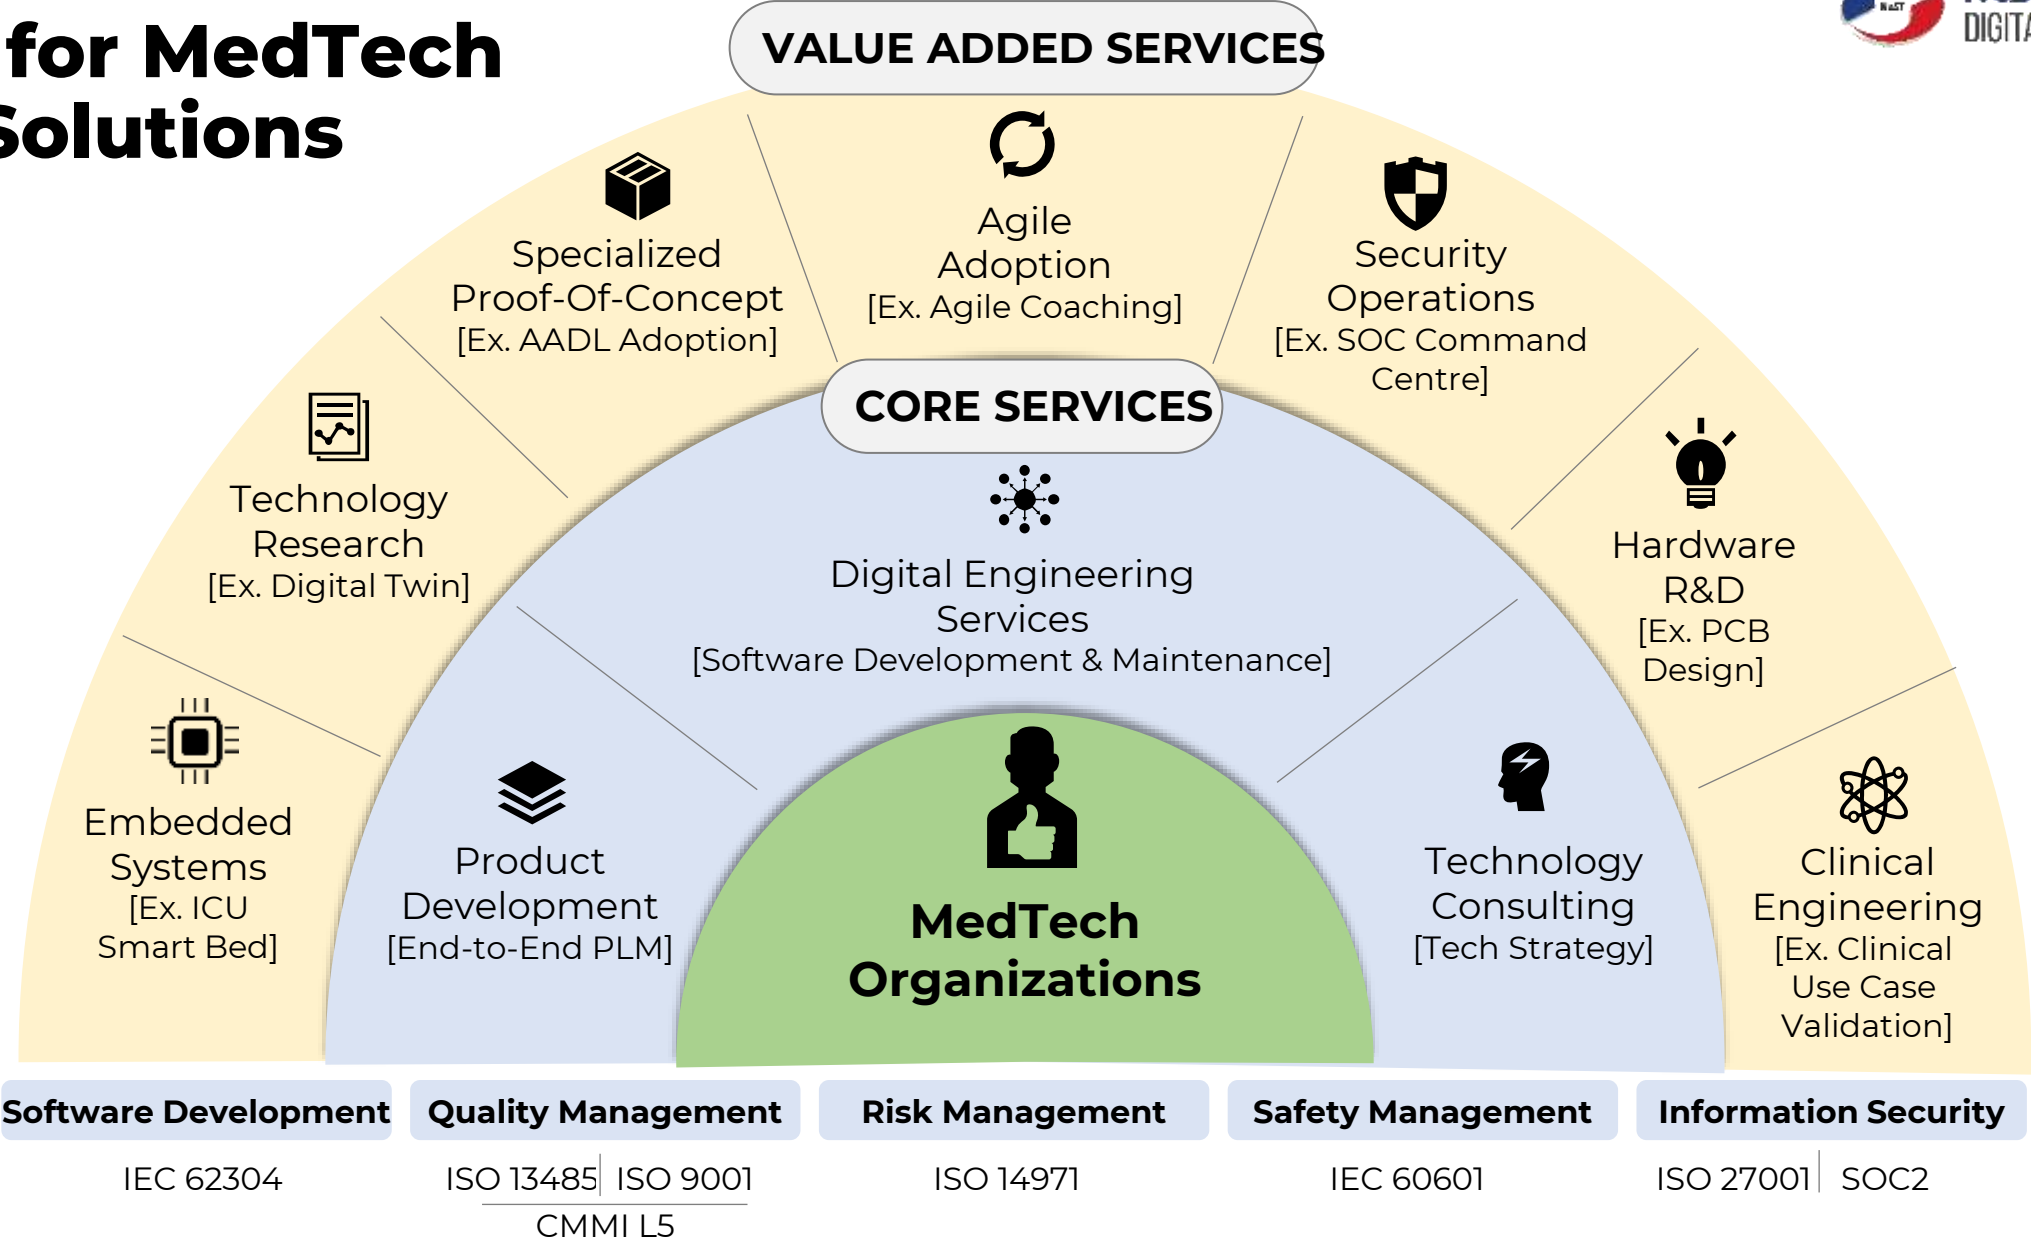 for MedTech
Solutions
VALUE ADDED SERVICES
NeST
Agile
Adoption
[Ex. Agile Coaching]
Specialized
Proof-Of-Concept
[Ex. AADL Adoption]
Security
Operations
[Ex. SOC Command
Centre]
Technology
Research
[Ex. Digital Twin]
Hardware
R&D
[Ex. PCB
Design]
Embedded
Systems
[Ex. ICU
Smart Bed]
Clinical
Engineering
[Ex. Clinical
Use Case
Validation]
CORE SERVICES
Digital Engineering
Services
[Software Development & Maintenance]
Product
Development
[End-to-End PLM]
Technology
Consulting
[Tech Strategy]
MedTech
Organizations
Software Development
IEC 62304
Quality Management
ISO 13485 ISO 9001
CMMI L5
Risk Management
ISO 14971
Safety Management
IEC 60601
Information Security
ISO 27001 SOC2